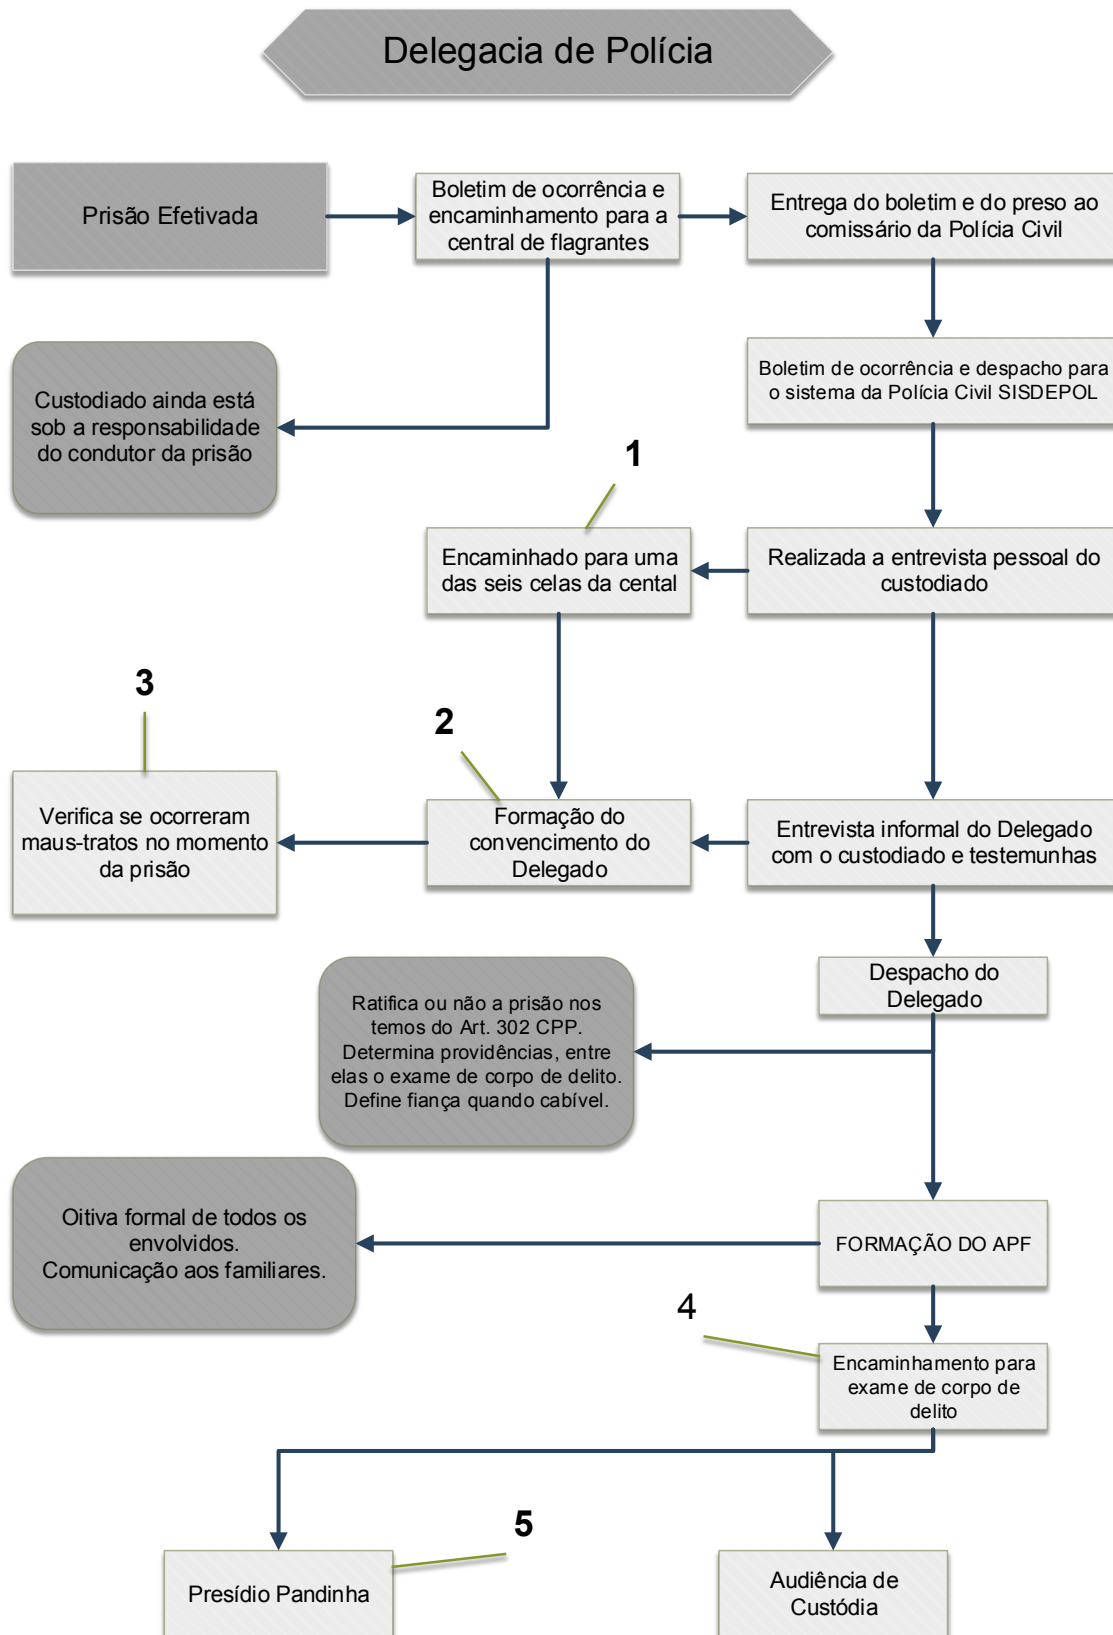 Delegacia de Polícia
Prisão Efetivada
Boletim de ocorrência e
encaminhamento para a
central de flagrantes
Entrega do boletim e do preso ao
comissário da Polícia Civil
Boletim de ocorrência e despacho para
o sistema da Polícia Civil SISDEPOL
Custodiado ainda está
sob a responsabilidade
do condutor da prisão
1
Encaminhado para uma
das seis celas da cental
Realizada a entrevista pessoal do
custodiado
3
2
Verifica se ocorreram
maus-tratos no momento
da prisão
Formação do
convencimento do
Delegado
Entrevista informal do Delegado
com o custodiado e testemunhas
Despacho do
Delegado
Ratifica ou não a prisão nos
temos do Art. 302 CPP.
Determina providências, entre
elas o exame de corpo de delito.
Define fiança quando cabível.
Oitiva formal de todos os
envolvidos.
Comunicação aos familiares.
FORMAÇÃO DO APF
4
Encaminhamento para
exame de corpo de
delito
5
Presídio Pandinha
Audiência de
Custódia